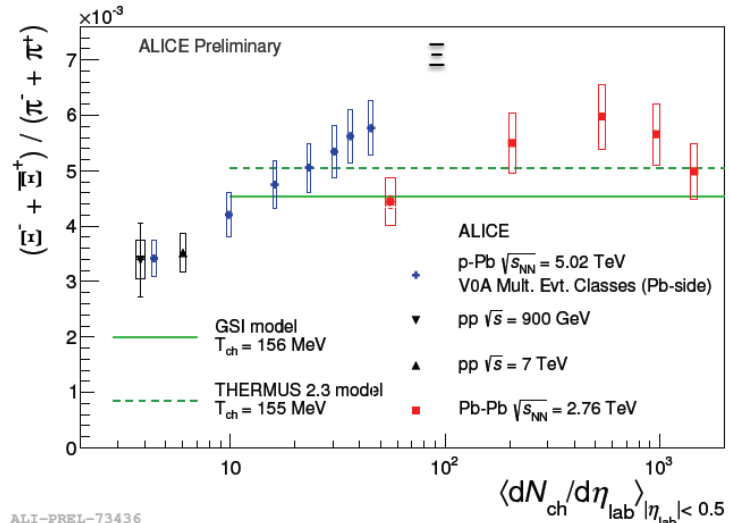 ×10⁻³
ALICE Preliminary
Ξ
(Ξ⁻ + Ξ̅⁺) / (π⁻ + π⁺)
7
6
5
4
3
2
1
0
ALICE
p-Pb √sNN = 5.02 TeV
V0A Mult. Evt. Classes (Pb-side)
pp √s = 900 GeV
pp √s = 7 TeV
Pb-Pb √sNN = 2.76 TeV
GSI model
Tch = 156 MeV
THERMUS 2.3 model
Tch = 155 MeV
10
10²
10³
⟨dNch/dηlab⟩|ηlab|< 0.5
ALI-PREL-73436